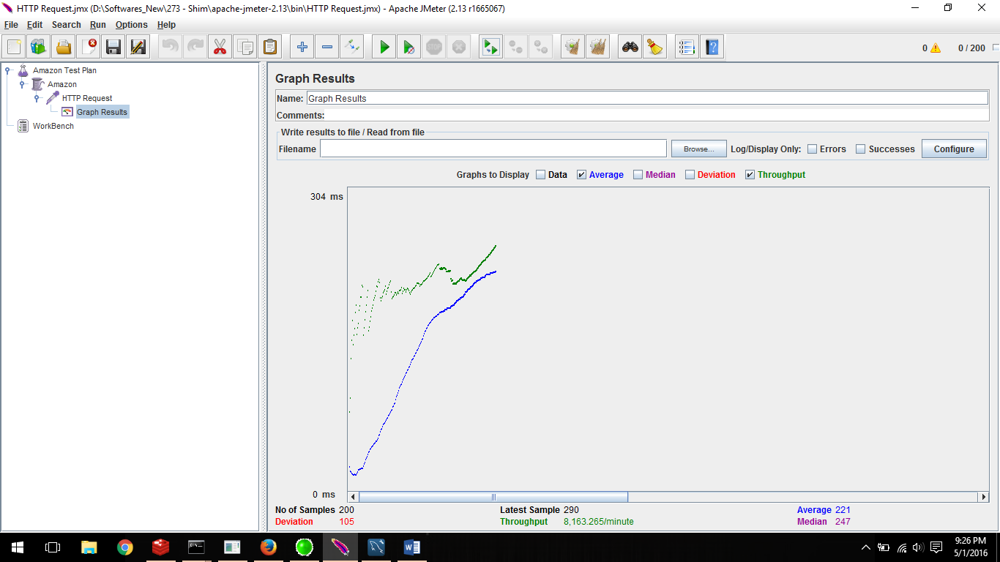 HTTP Request.jmx (D:\Softwares_New\273 - Shim\apache-jmeter-2.13\bin\HTTP Request.jmx) - Apache JMeter (2.13 r1665067)
File Edit Search Run Options Help
0 0 / 200
Amazon Test Plan
Amazon
HTTP Request
Graph Results
WorkBench
Graph Results
Name: Graph Results
Comments:
Write results to file / Read from file
Filename Browse... Log/Display Only: Errors Successes Configure
Graphs to Display Data Average Median Deviation Throughput
304 ms
0 ms
No of Samples 200 Latest Sample 290 Average 221
Deviation 105 Throughput 8,163.265/minute Median 247
9:26 PM
5/1/2016